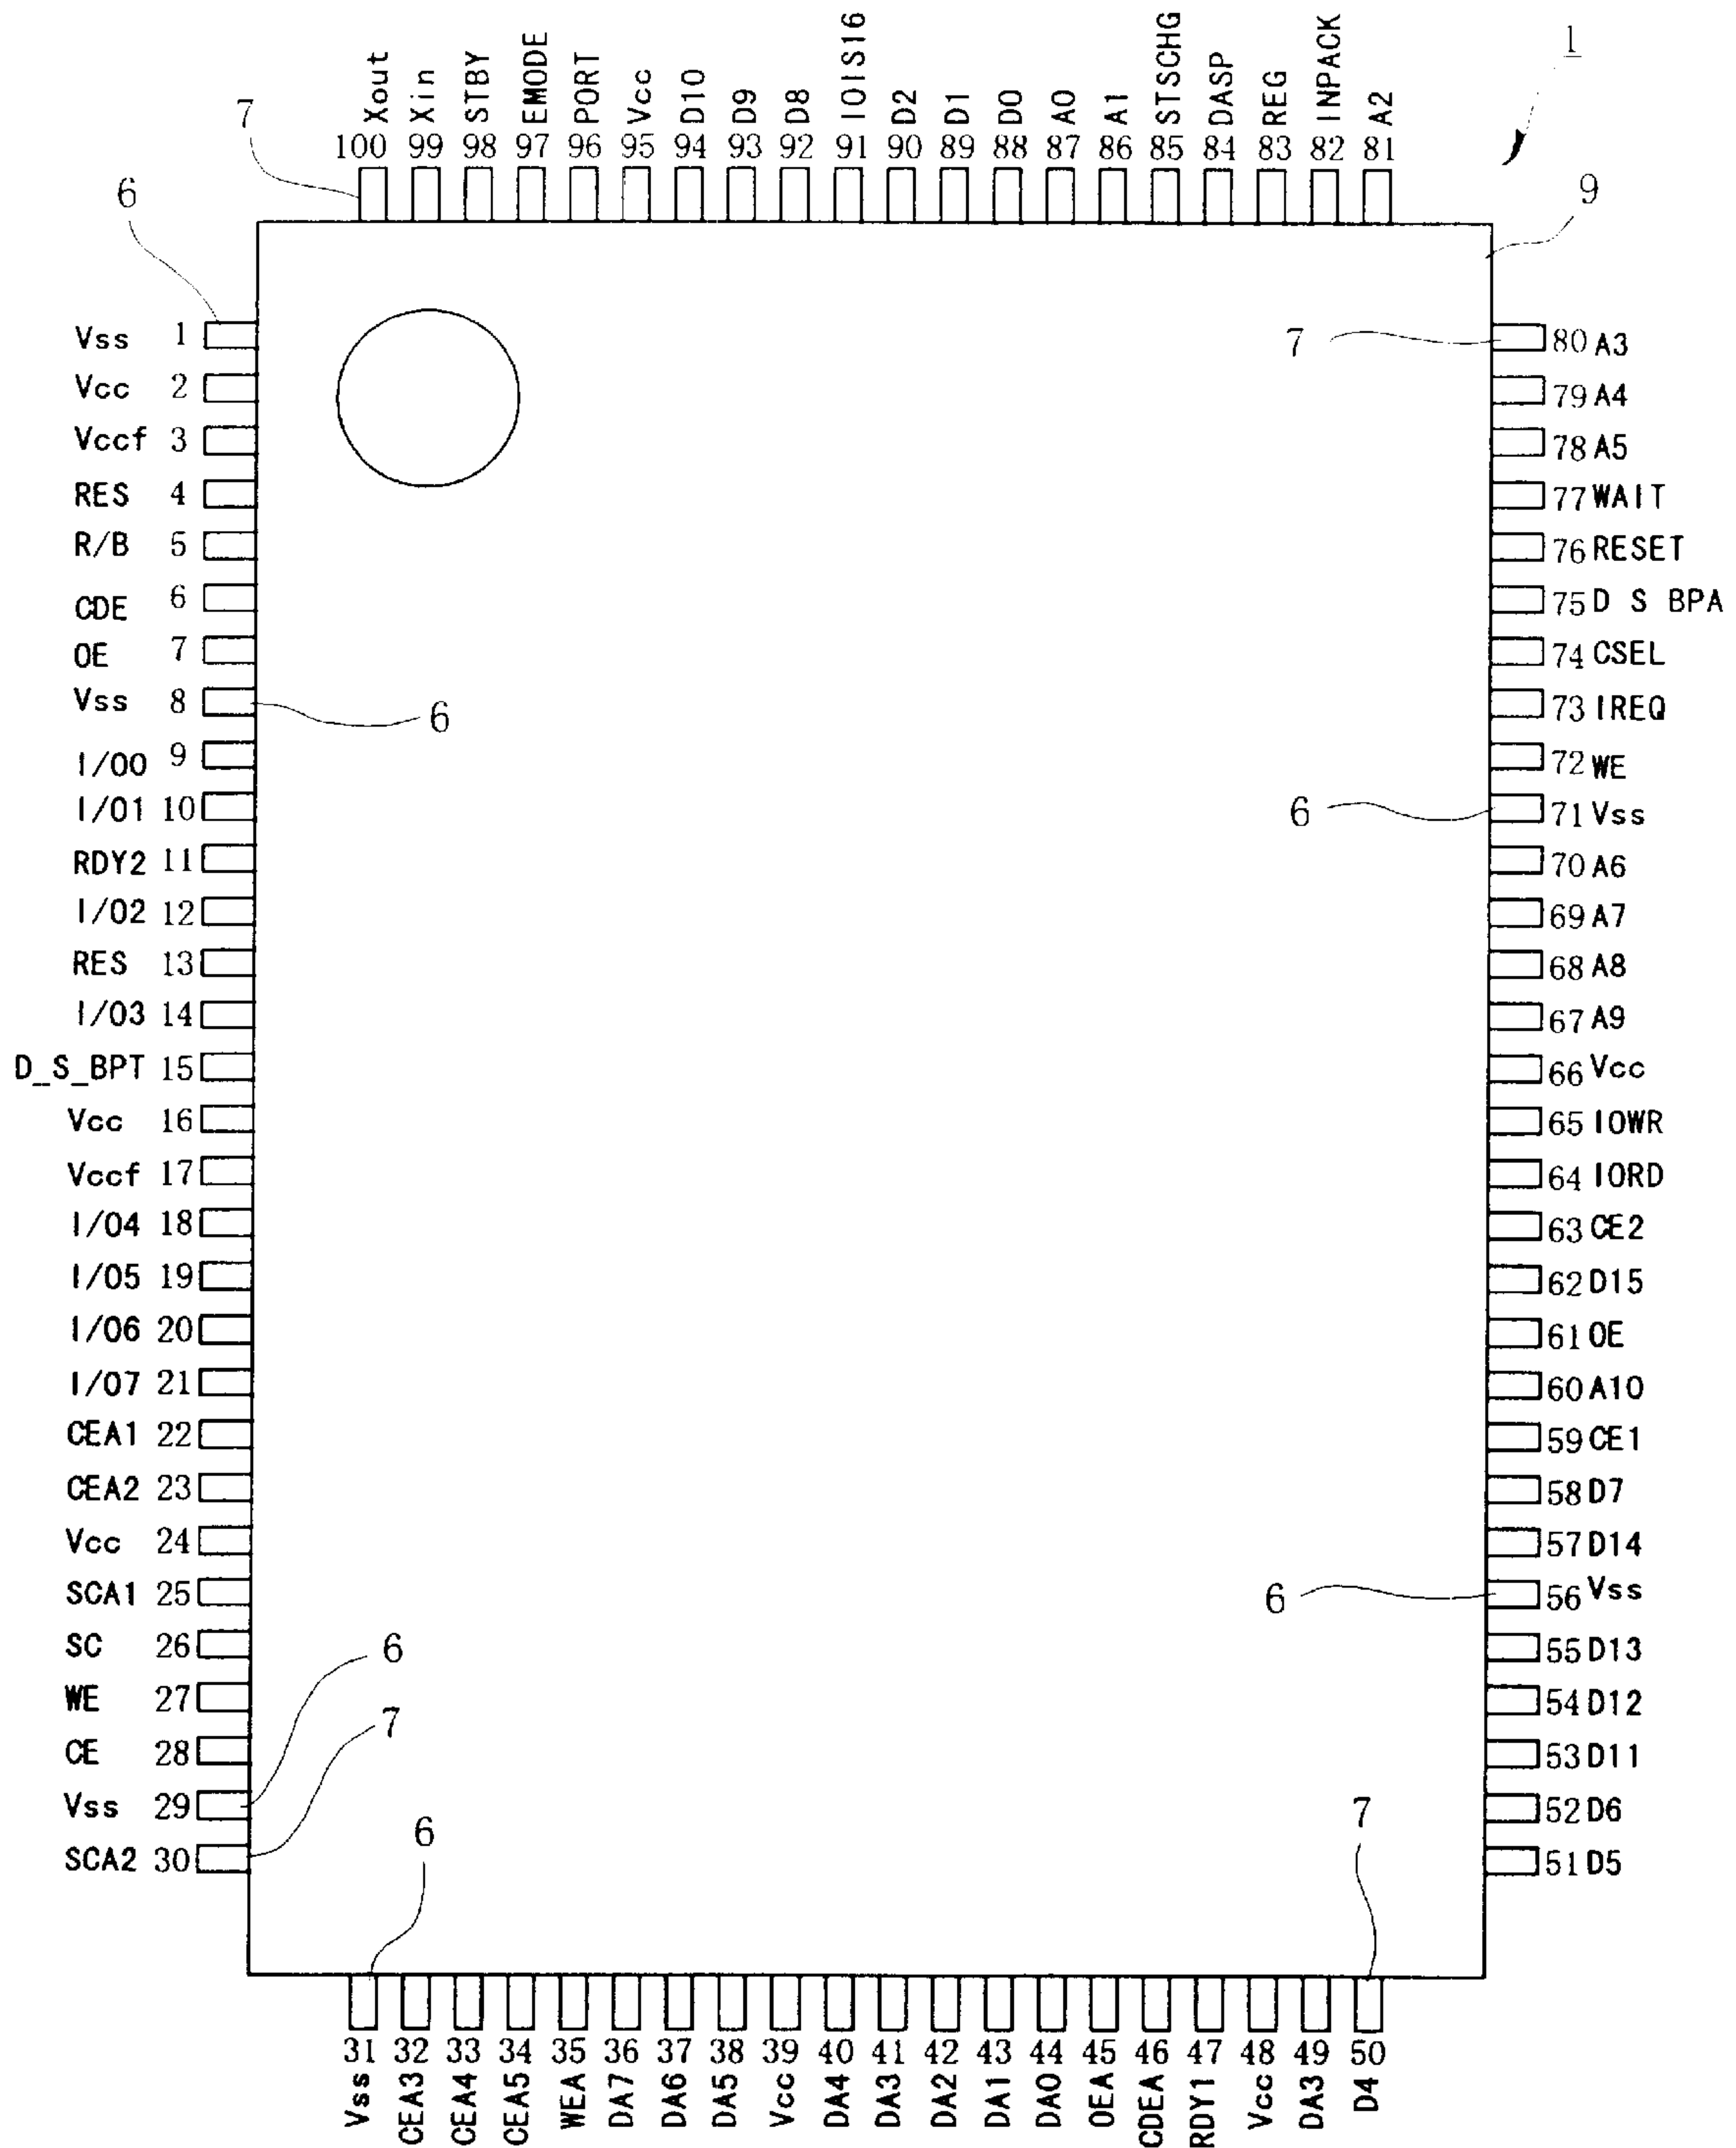 1
Xout
Xin
STBY
EMODE
PORT
Vcc
D10
D9
D8
IOIS16
D2
D1
D0
A0
A1
STSCHG
DASP
REG
INPACK
A2
100 99 98 97 96 95 94 93 92 91 90 89 88 87 86 85 84 83 82 81
7
6
9
Vss 1
Vcc 2
Vccf 3
RES 4
R/B 5
CDE 6
OE 7
Vss 8
6
I/O0 9
I/O1 10
RDY2 11
I/O2 12
RES 13
I/O3 14
D_S_BPT 15
Vcc 16
Vccf 17
I/O4 18
I/O5 19
I/O6 20
I/O7 21
CEA1 22
CEA2 23
Vcc 24
SCA1 25
SC 26
WE 27
CE 28
Vss 29
SCA2 30
6
7
6
7
80 A3
79 A4
78 A5
77 WAIT
76 RESET
75 D S BPA
74 CSEL
73 IREQ
72 WE
6
71 Vss
70 A6
69 A7
68 A8
67 A9
66 Vcc
65 IOWR
64 IORD
63 CE2
62 D15
61 OE
60 A10
59 CE1
58 D7
57 D14
6
56 Vss
55 D13
54 D12
53 D11
52 D6
51 D5
7
31 32 33 34 35 36 37 38 39 40 41 42 43 44 45 46 47 48 49 50
Vss
CEA3
CEA4
CEA5
WEA
DA7
DA6
DA5
Vcc
DA4
DA3
DA2
DA1
DA0
OEA
CDEA
RDY1
Vcc
DA3
D4